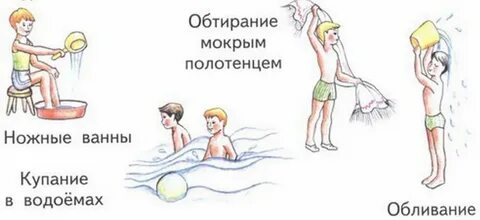 Обтирание
мокрым
полотенцем
Ножные ванны
Купание
в водоёмах
Обливание